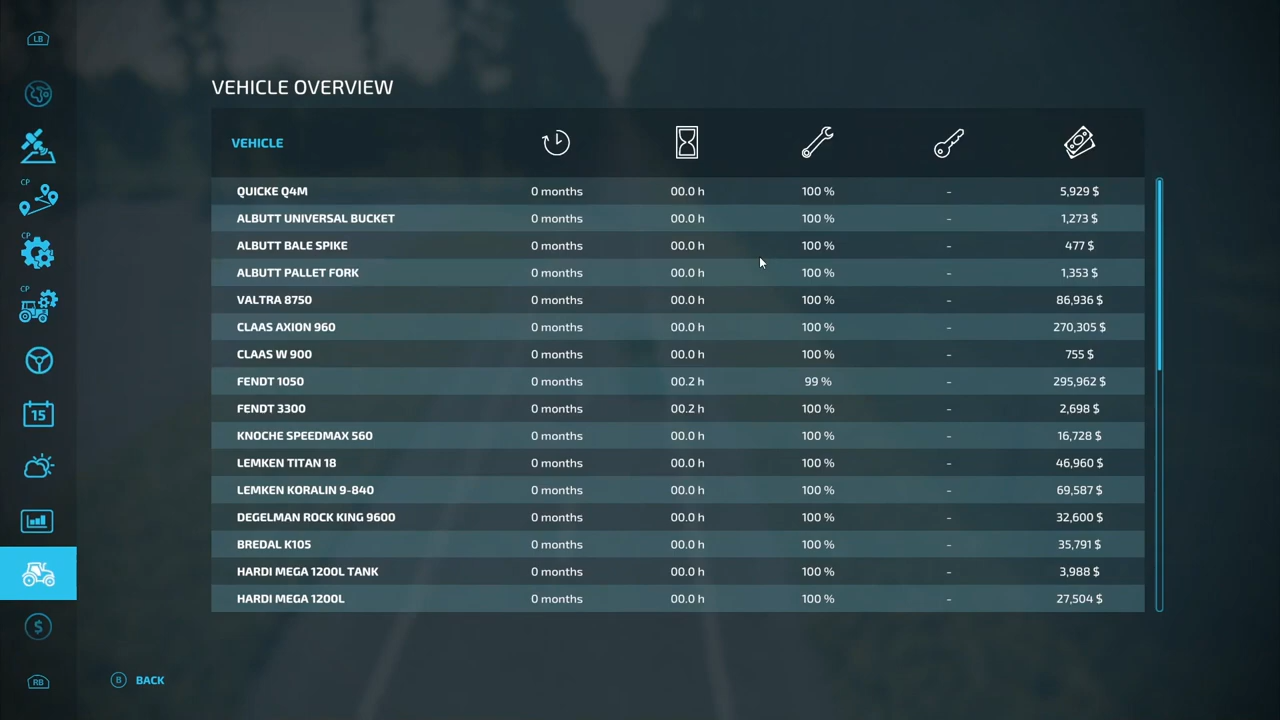 LB
VEHICLE OVERVIEW
VEHICLE
QUICKE Q4M 0 months 00.0 h 100 % - 5,929 $
ALBUTT UNIVERSAL BUCKET 0 months 00.0 h 100 % - 1,273 $
ALBUTT BALE SPIKE 0 months 00.0 h 100 % - 477 $
ALBUTT PALLET FORK 0 months 00.0 h 100 % - 1,353 $
VALTRA 8750 0 months 00.0 h 100 % - 86,936 $
CLAAS AXION 960 0 months 00.0 h 100 % - 270,305 $
CLAAS W 900 0 months 00.0 h 100 % - 755 $
FENDT 1050 0 months 00.2 h 99 % - 295,962 $
FENDT 3300 0 months 00.2 h 100 % - 2,698 $
KNOCHE SPEEDMAX 560 0 months 00.0 h 100 % - 16,728 $
LEMKEN TITAN 18 0 months 00.0 h 100 % - 46,960 $
LEMKEN KORALIN 9-840 0 months 00.0 h 100 % - 69,587 $
DEGELMAN ROCK KING 9600 0 months 00.0 h 100 % - 32,600 $
BREDAL K105 0 months 00.0 h 100 % - 35,791 $
HARDI MEGA 1200L TANK 0 months 00.0 h 100 % - 3,988 $
HARDI MEGA 1200L 0 months 00.0 h 100 % - 27,504 $
CP
CP
CP
15
$
RB
B BACK